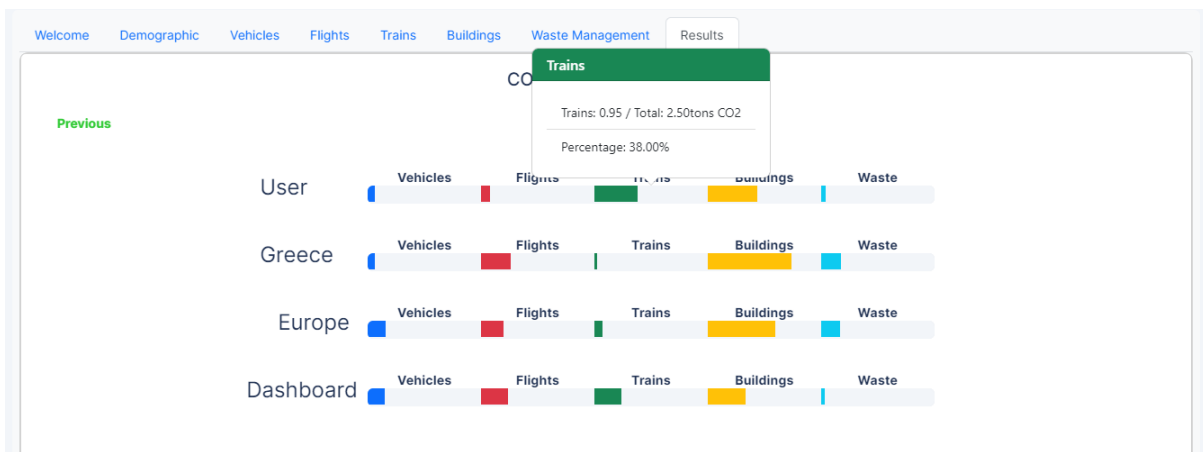 Welcome Demographic Vehicles Flights Trains Buildings Waste Management Results
Trains
Trains: 0.95 / Total: 2.50tons CO2
Percentage: 38.00%
Previous
User Vehicles Flights Trains Buildings Waste
Greece Vehicles Flights Trains Buildings Waste
Europe Vehicles Flights Trains Buildings Waste
Dashboard Vehicles Flights Trains Buildings Waste